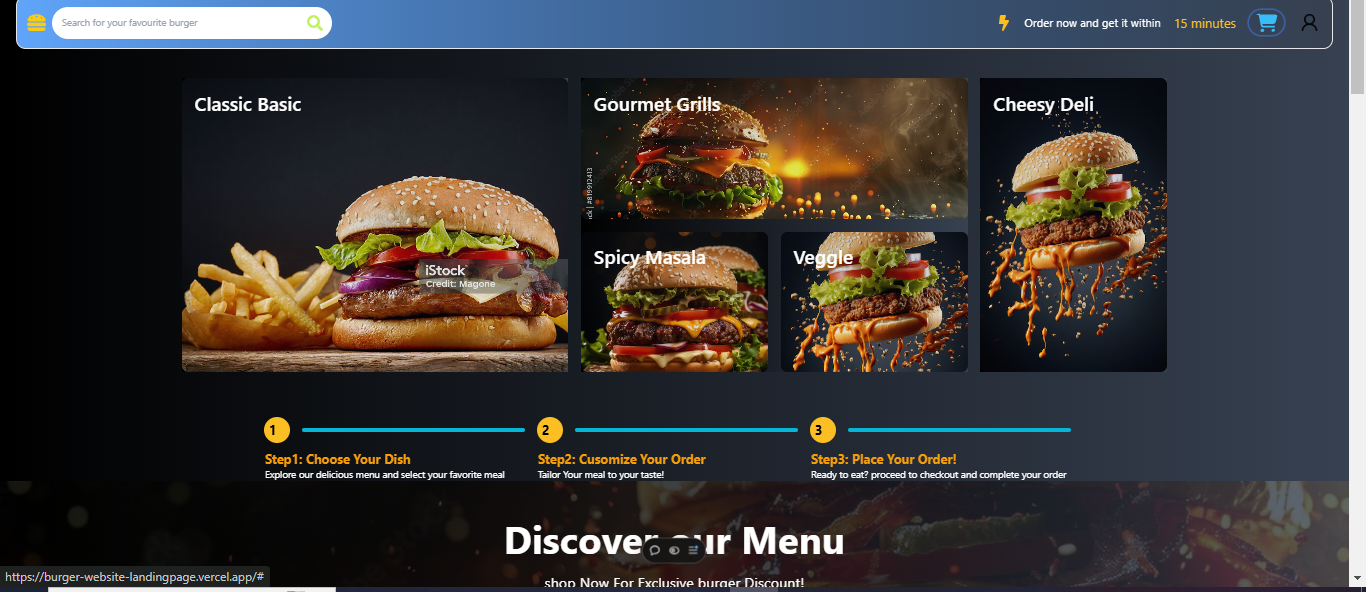 Search for your favourite burger
Order now and get it within 15 minutes
Classic Basic
Gourmet Grills
Cheesy Deli
ck | #819912413
Spicy Masala
Veggle
iStock
Credit: Magone
1
2
3
Step1: Choose Your Dish
Explore our delicious menu and select your favorite meal
Step2: Cusomize Your Order
Tailor Your meal to your taste!
Step3: Place Your Order!
Ready to eat? proceed to checkout and complete your order
Discover our Menu
shop Now For Exclusive burger Discount!
https://burger-website-landingpage.vercel.app/#